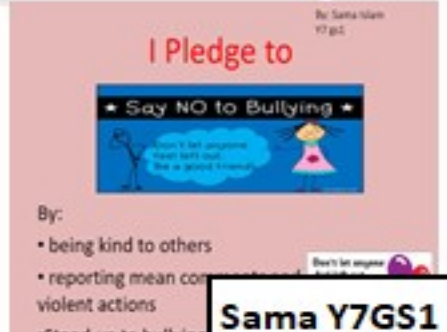 By: Sama Islam
Y7 gs1
I Pledge to
★ Say NO to Bullying ★
Don't let anyone
feel left out.
Be a good friend!
By:
• being kind to others
• reporting mean
violent actions
Don't let anyone
Sama Y7GS1